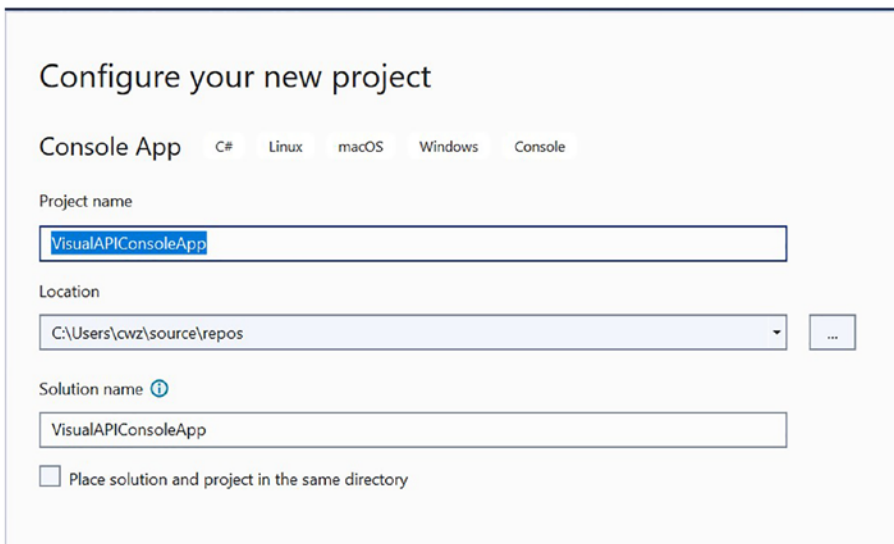 Configure your new project
Console App C# Linux macOS Windows Console
Project name
VisualAPIConsoleApp
Location
C:\Users\cwz\source\repos
...
Solution name
VisualAPIConsoleApp
Place solution and project in the same directory